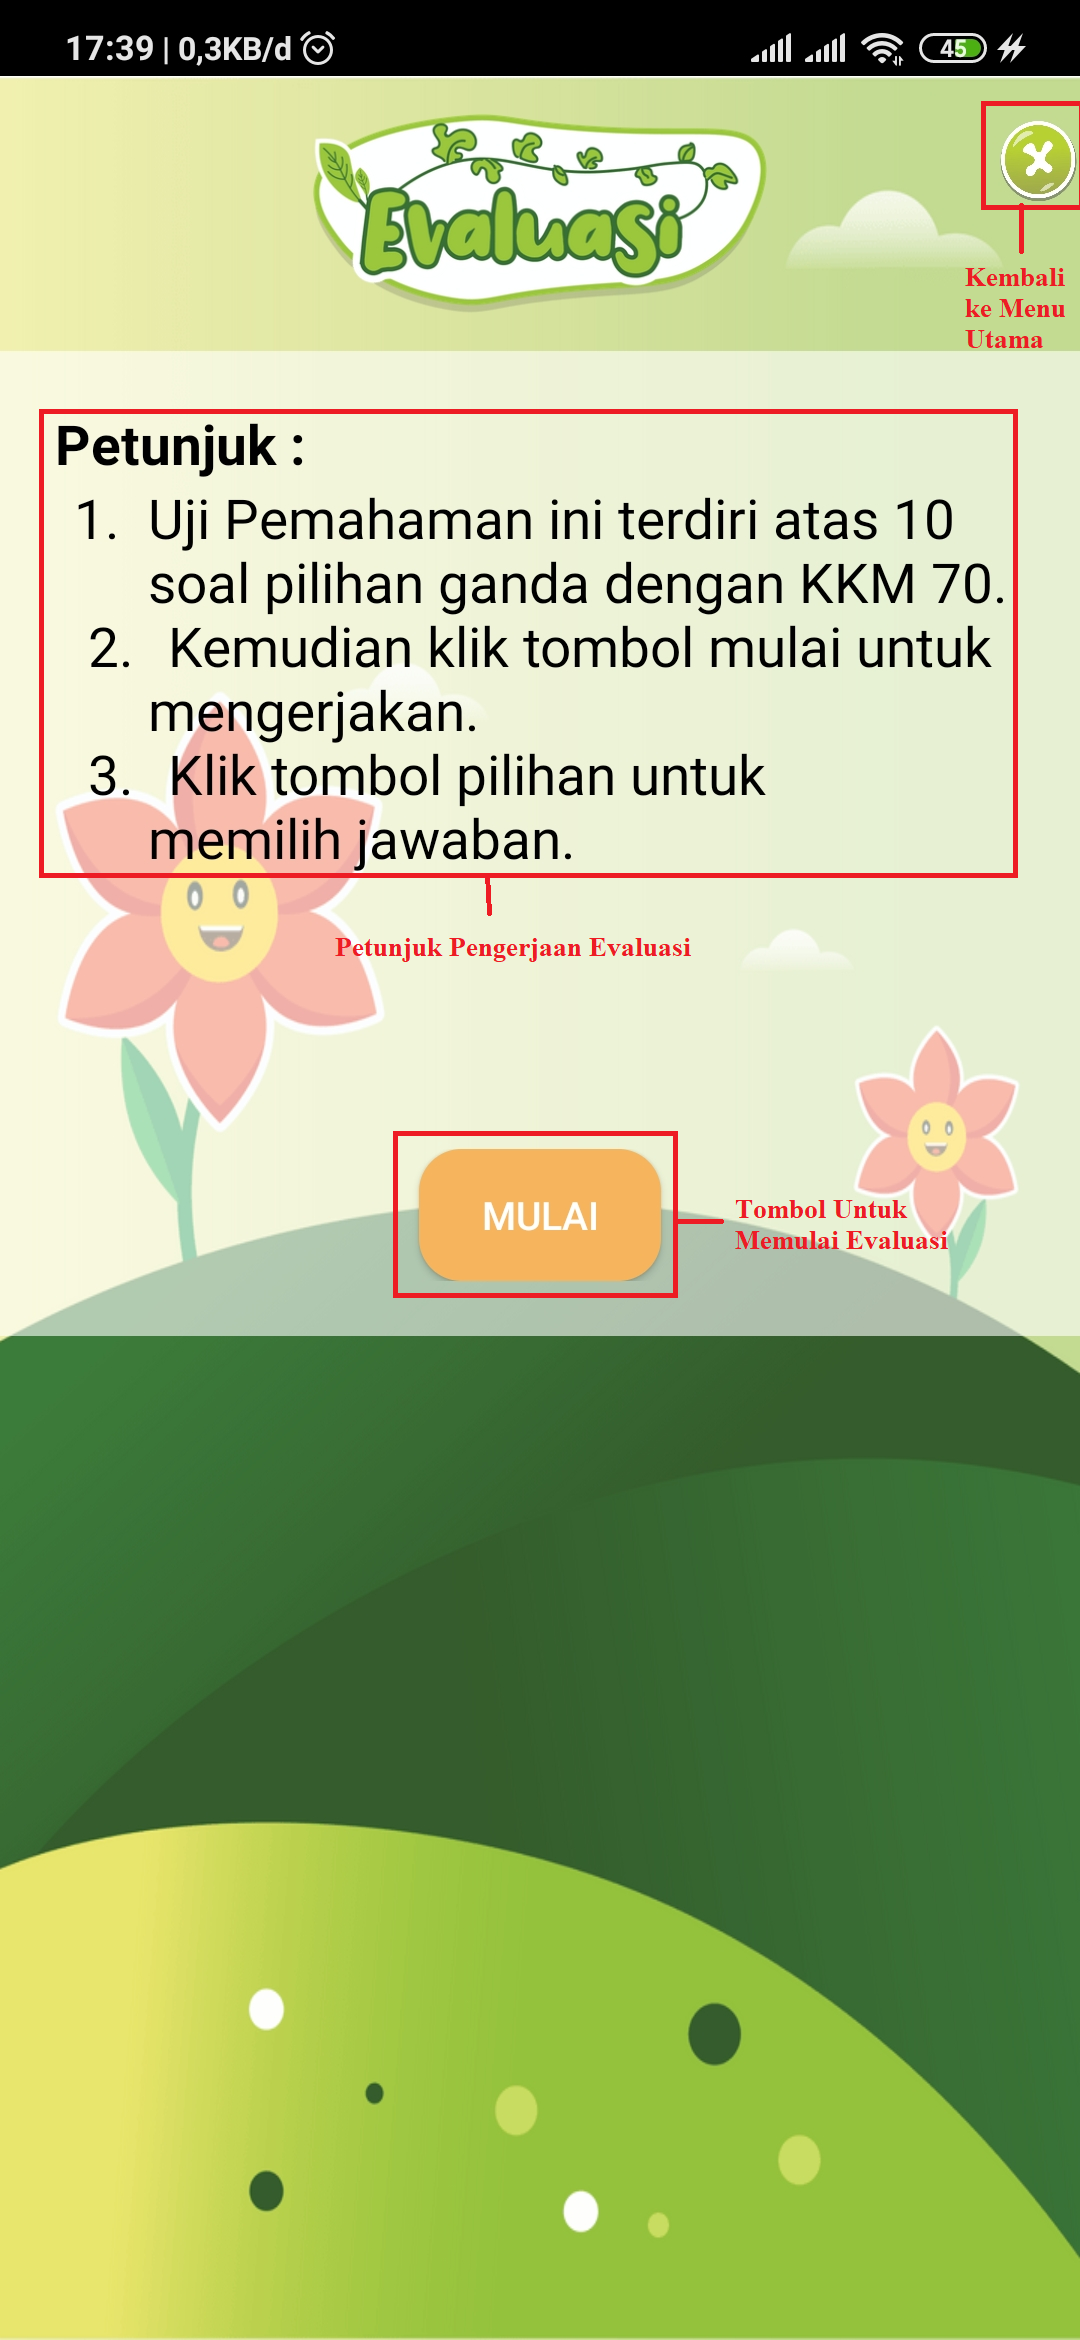 17:39 | 0,3KB/d
45
Evaluasi
Kembali
ke Menu
Utama
Petunjuk :
1. Uji Pemahaman ini terdiri atas 10
soal pilihan ganda dengan KKM 70.
2. Kemudian klik tombol mulai untuk
mengerjakan.
3. Klik tombol pilihan untuk
memilih jawaban.
Petunjuk Pengerjaan Evaluasi
MULAI
Tombol Untuk
Memulai Evaluasi